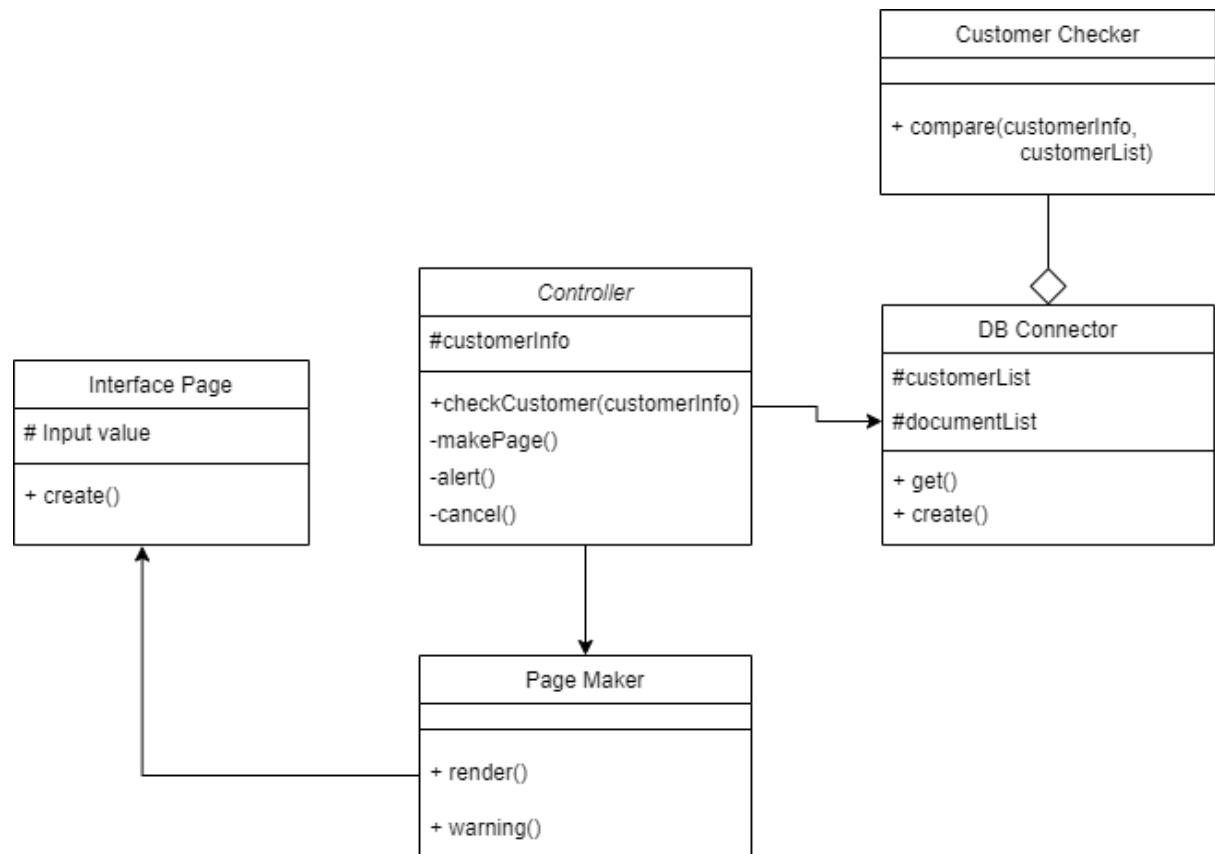 Customer Checker
+ compare(customerInfo,
customerList)
Controller
#customerInfo
+checkCustomer(customerInfo)
-makePage()
-alert()
-cancel()
DB Connector
#customerList
#documentList
+ get()
+ create()
Interface Page
# Input value
+ create()
Page Maker
+ render()
+ warning()